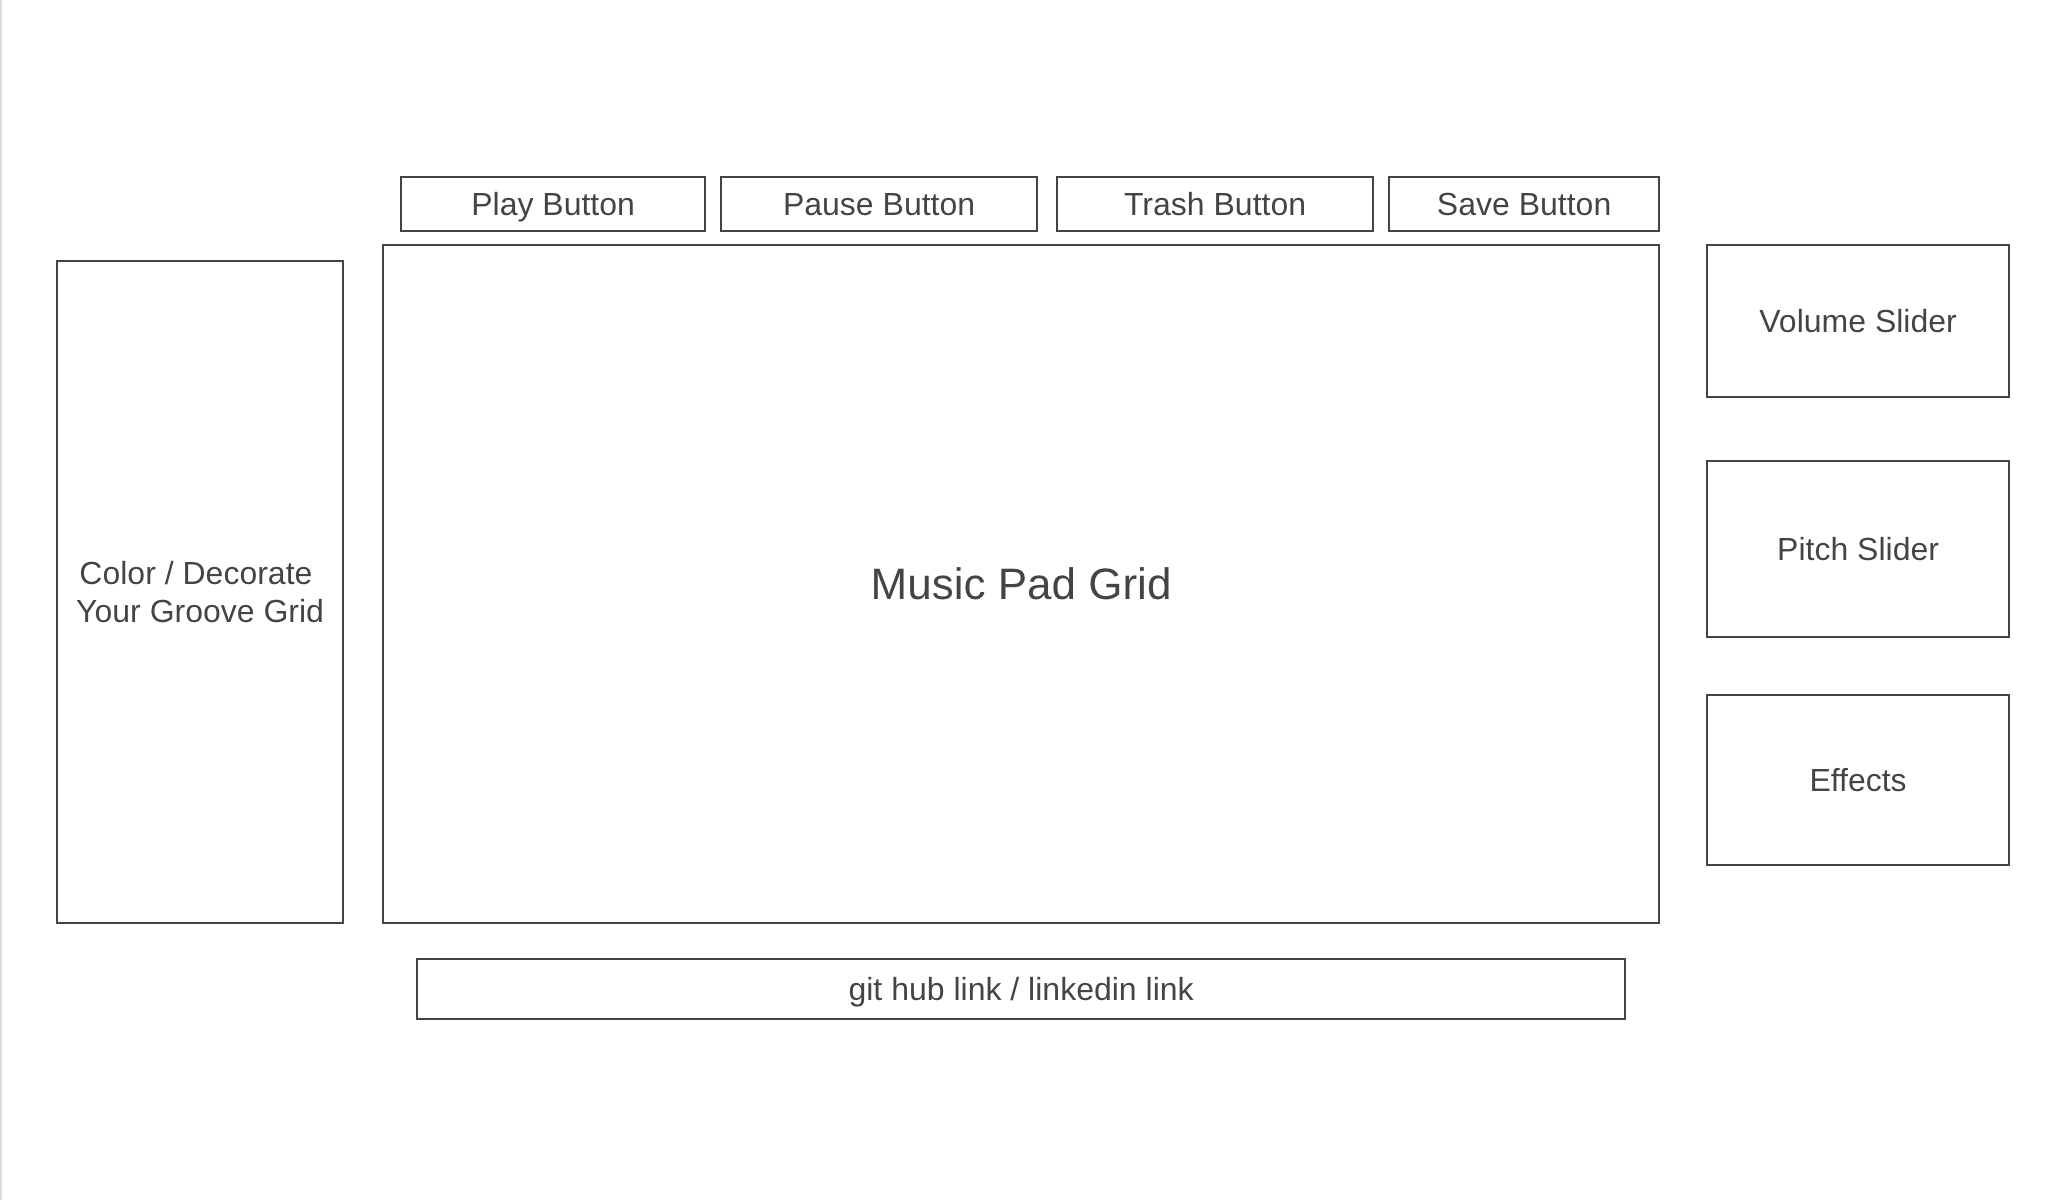 Play Button
Pause Button
Trash Button
Save Button
Color / Decorate
Your Groove Grid
Music Pad Grid
Volume Slider
Pitch Slider
Effects
git hub link / linkedin link